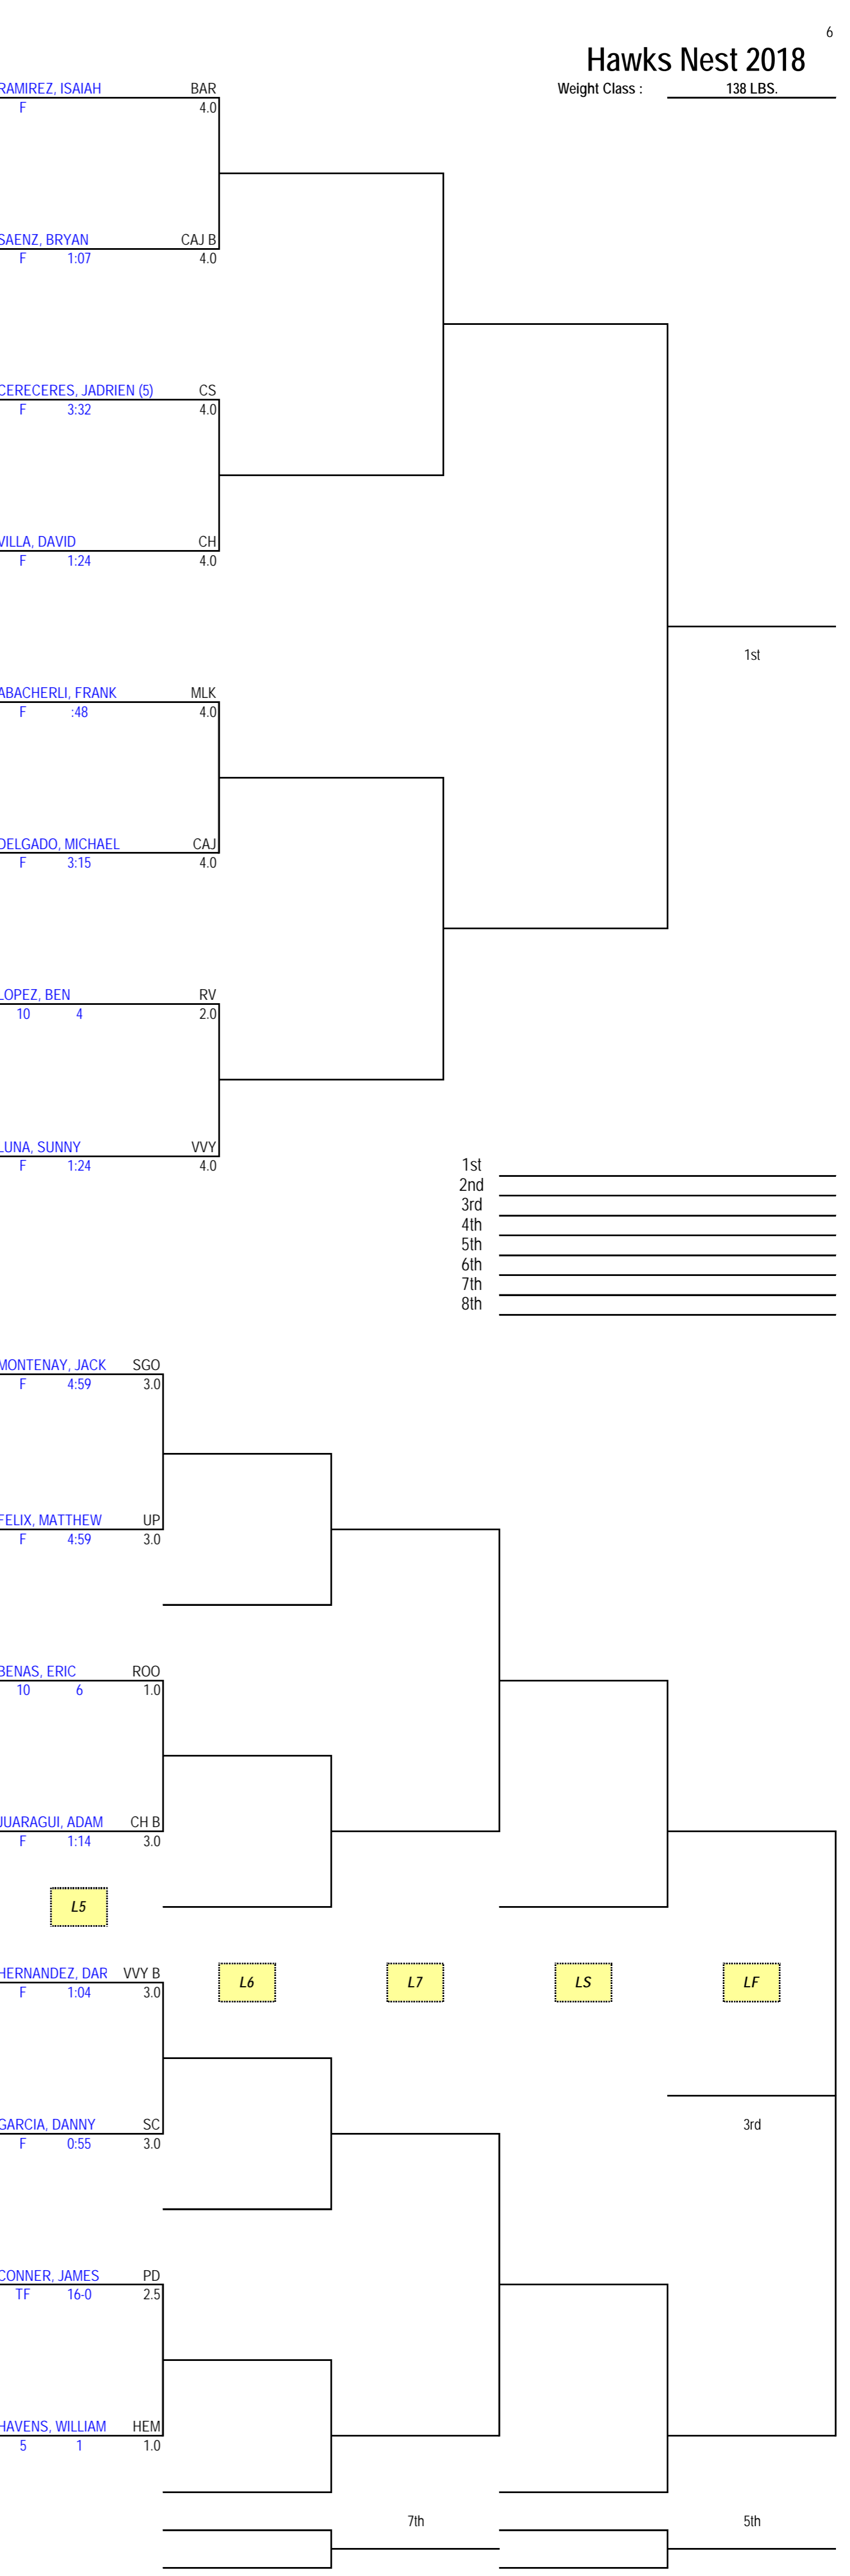 6
Hawks Nest 2018
Weight Class : 138 LBS.
RAMIREZ, ISAIAH BAR
F 4.0
SAENZ, BRYAN CAJ B
F 1:07 4.0
CERECERES, JADRIEN (5) CS
F 3:32 4.0
VILLA, DAVID CH
F 1:24 4.0
1st
ABACHERLI, FRANK MLK
F :48 4.0
DELGADO, MICHAEL CAJ
F 3:15 4.0
LOPEZ, BEN RV
10 4 2.0
LUNA, SUNNY VVY
F 1:24 4.0
1st
2nd
3rd
4th
5th
6th
7th
8th
MONTENAY, JACK SGO
F 4:59 3.0
FELIX, MATTHEW UP
F 4:59 3.0
BENAS, ERIC ROO
10 6 1.0
JUARAGUI, ADAM CH B
F 1:14 3.0
L5
HERNANDEZ, DAR VVY B
F 1:04 3.0
L6 L7 LS LF
GARCIA, DANNY SC
F 0:55 3.0
3rd
CONNER, JAMES PD
TF 16-0 2.5
HAVENS, WILLIAM HEM
5 1 1.0
7th 5th